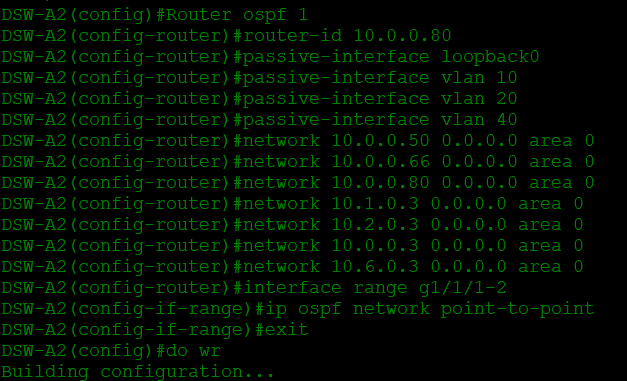 DSW-A2(config)#Router ospf 1
DSW-A2(config-router)#router-id 10.0.0.80
DSW-A2(config-router)#passive-interface loopback0
DSW-A2(config-router)#passive-interface vlan 10
DSW-A2(config-router)#passive-interface vlan 20
DSW-A2(config-router)#passive-interface vlan 40
DSW-A2(config-router)#network 10.0.0.50 0.0.0.0 area 0
DSW-A2(config-router)#network 10.0.0.66 0.0.0.0 area 0
DSW-A2(config-router)#network 10.0.0.80 0.0.0.0 area 0
DSW-A2(config-router)#network 10.1.0.3 0.0.0.0 area 0
DSW-A2(config-router)#network 10.2.0.3 0.0.0.0 area 0
DSW-A2(config-router)#network 10.0.0.3 0.0.0.0 area 0
DSW-A2(config-router)#network 10.6.0.3 0.0.0.0 area 0
DSW-A2(config-router)#interface range g1/1/1-2
DSW-A2(config-if-range)#ip ospf network point-to-point
DSW-A2(config-if-range)#exit
DSW-A2(config)#do wr
Building configuration...